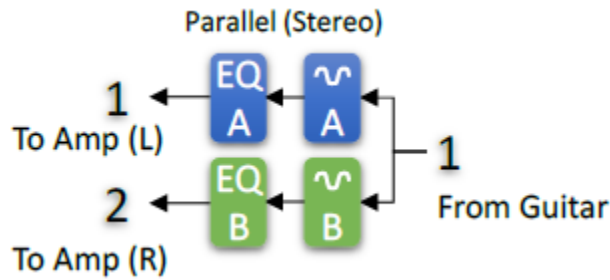 Parallel (Stereo)
EQ
A
A
1
To Amp (L)
1
From Guitar
EQ
B
B
2
To Amp (R)